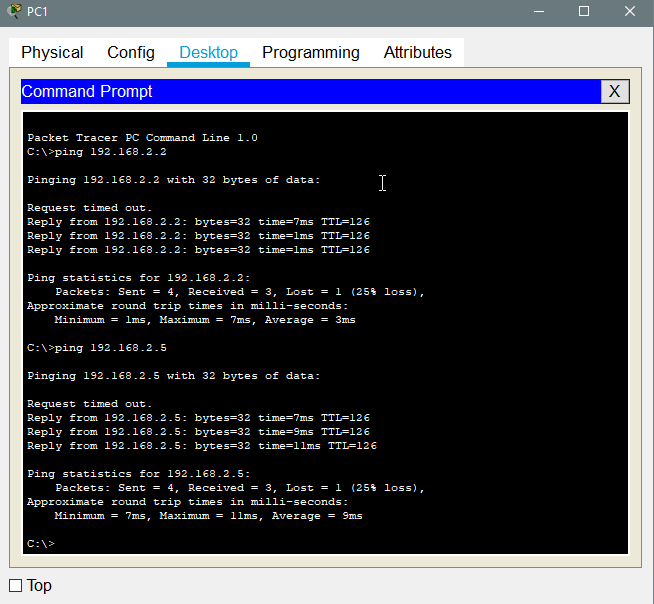 PC1
Physical Config Desktop Programming Attributes
Command Prompt X
Packet Tracer PC Command Line 1.0
C:\>ping 192.168.2.2
Pinging 192.168.2.2 with 32 bytes of data:
Request timed out.
Reply from 192.168.2.2: bytes=32 time=7ms TTL=126
Reply from 192.168.2.2: bytes=32 time=1ms TTL=126
Reply from 192.168.2.2: bytes=32 time=1ms TTL=126
Ping statistics for 192.168.2.2:
Packets: Sent = 4, Received = 3, Lost = 1 (25% loss),
Approximate round trip times in milli-seconds:
Minimum = 1ms, Maximum = 7ms, Average = 3ms
C:\>ping 192.168.2.5
Pinging 192.168.2.5 with 32 bytes of data:
Request timed out.
Reply from 192.168.2.5: bytes=32 time=7ms TTL=126
Reply from 192.168.2.5: bytes=32 time=9ms TTL=126
Reply from 192.168.2.5: bytes=32 time=11ms TTL=126
Ping statistics for 192.168.2.5:
Packets: Sent = 4, Received = 3, Lost = 1 (25% loss),
Approximate round trip times in milli-seconds:
Minimum = 7ms, Maximum = 11ms, Average = 9ms
C:\>
Top